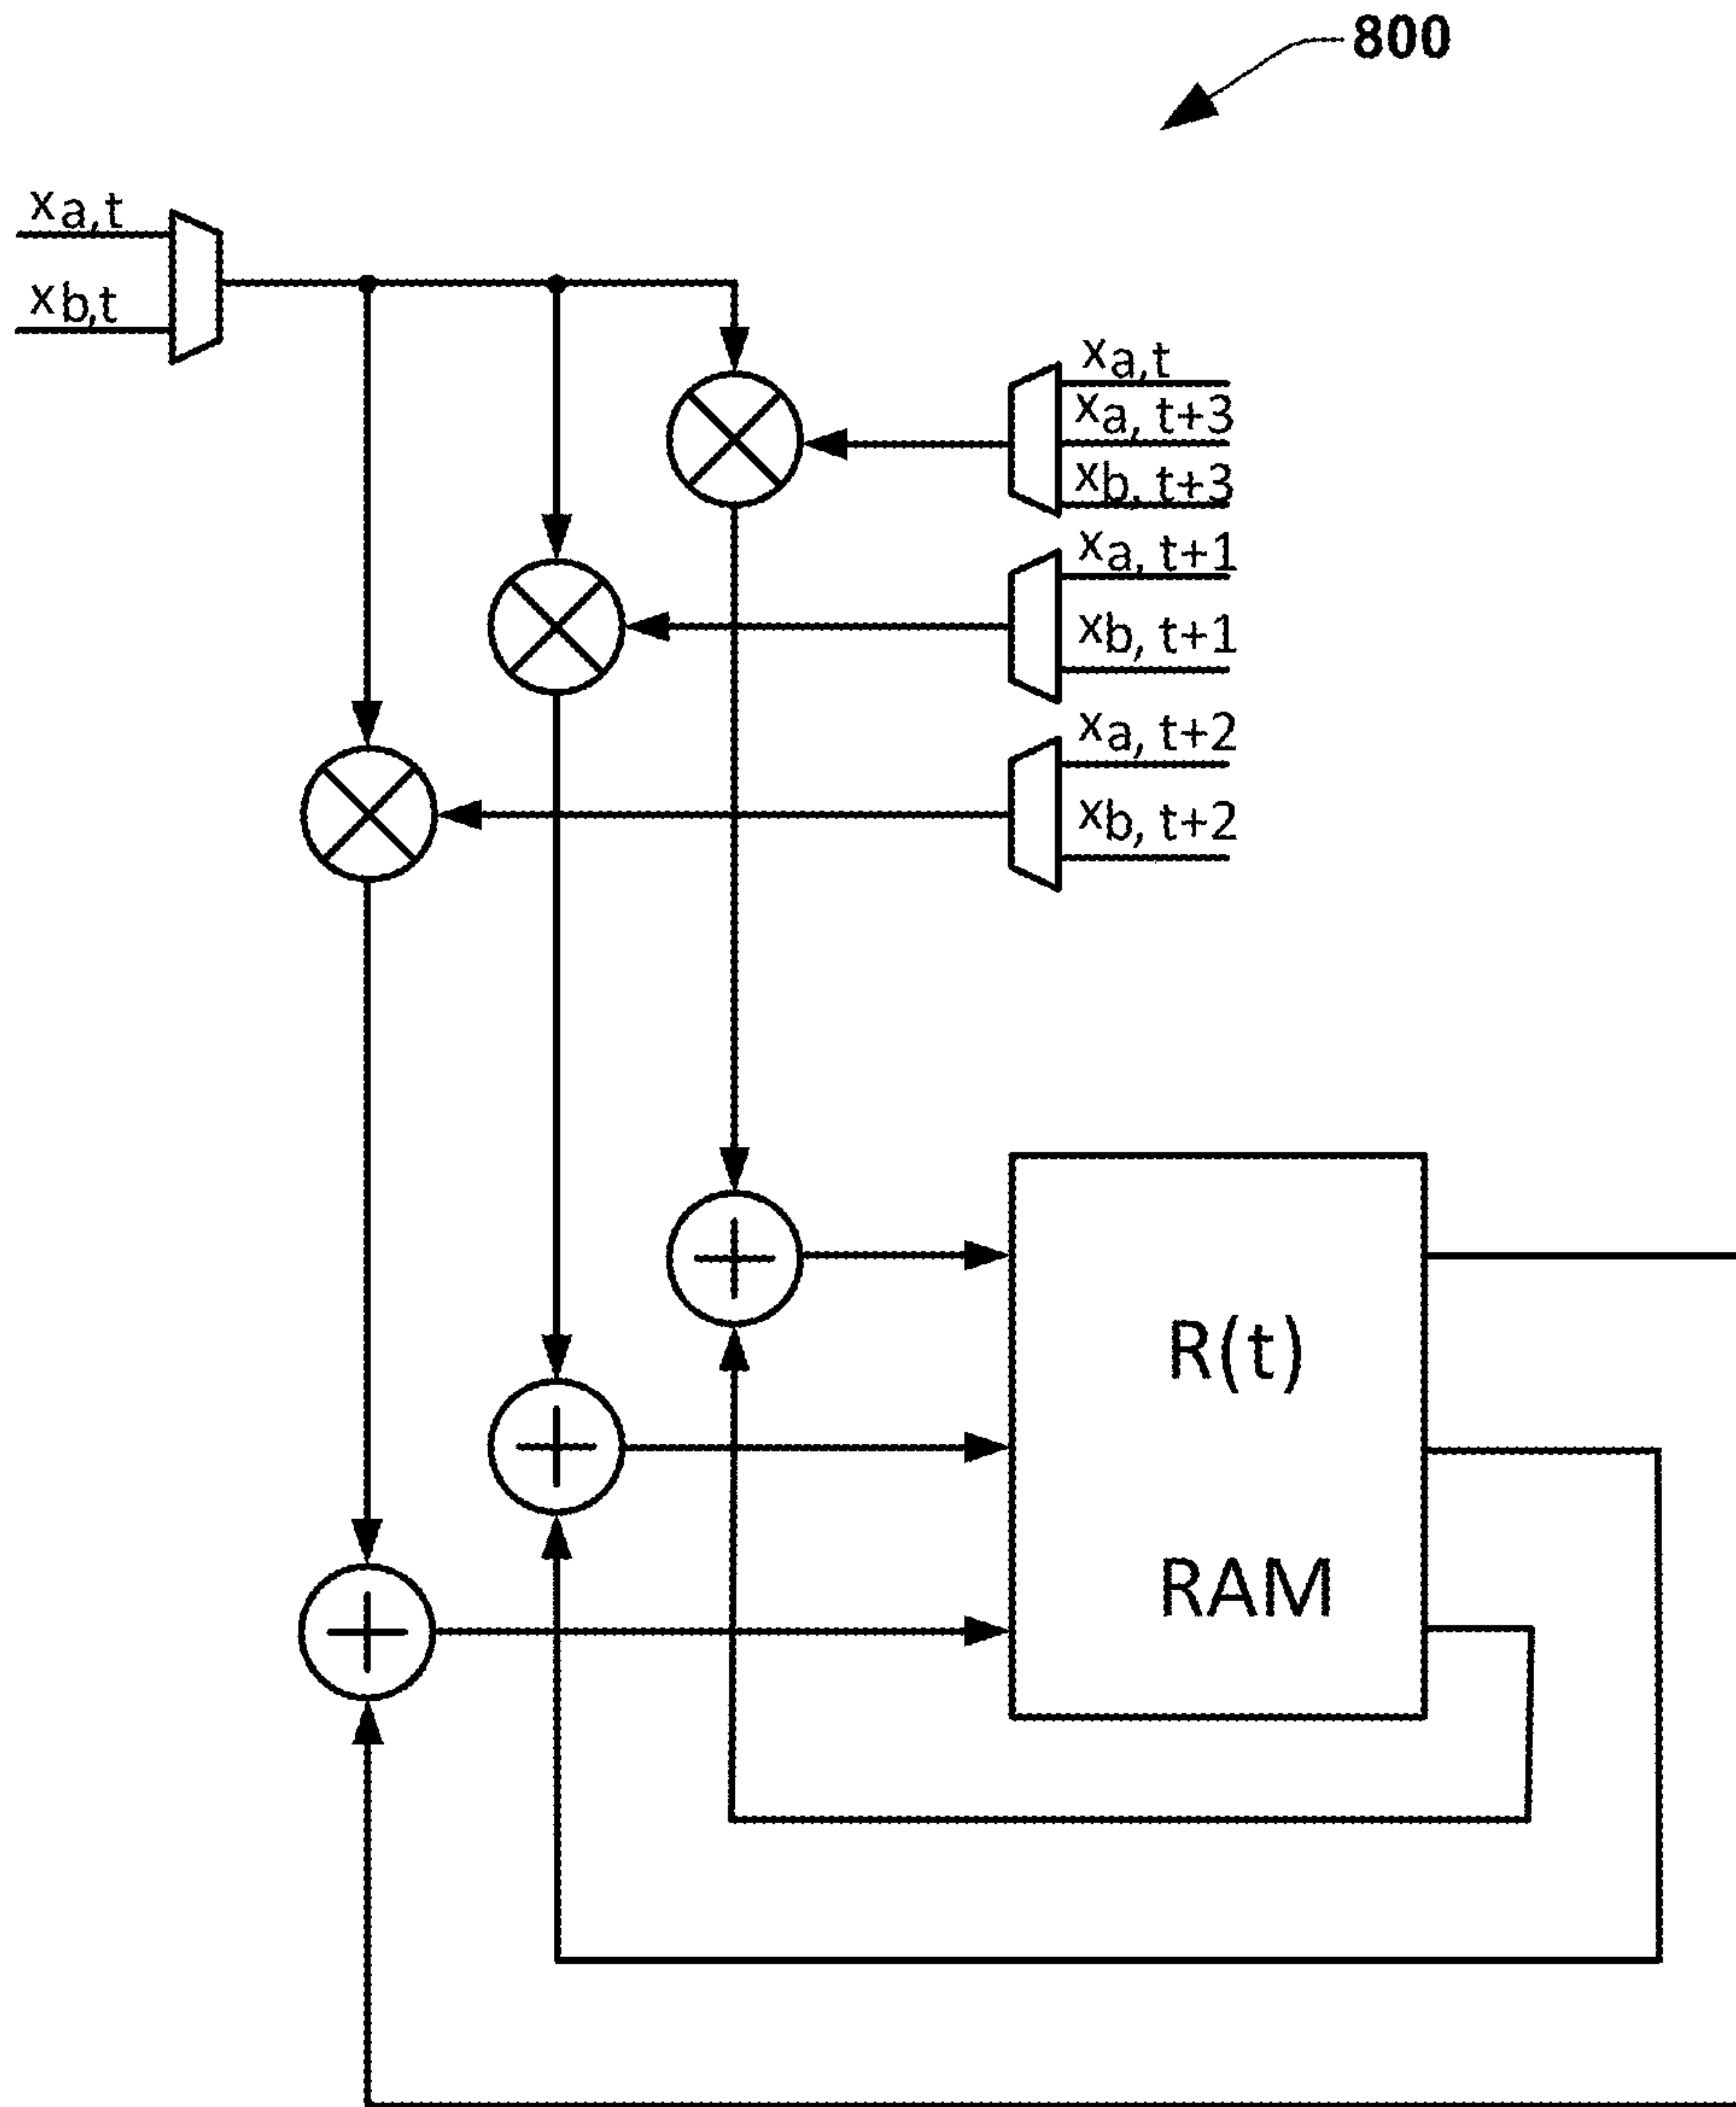 800
xa,t
xb,t
xa,t
xa, t+3
xb, t+3
xa, t+1
xb, t+1
xa, t+2
xb, t+2
R(t)
RAM